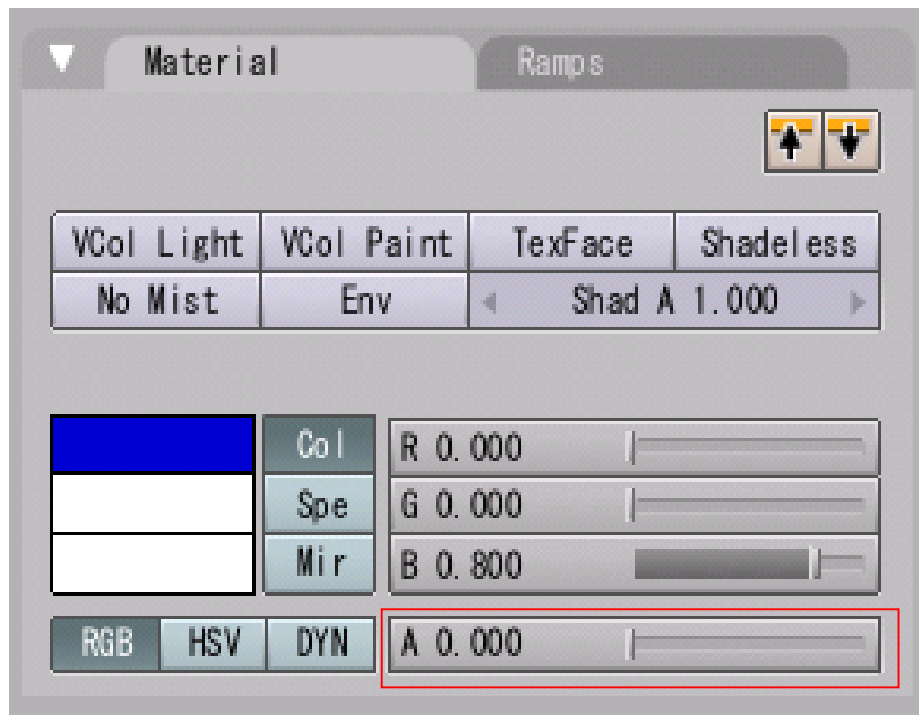 Material Ramps
VCol Light VCol Paint TexFace Shadeless
No Mist Env Shad A 1.000
Col R 0.000
Spe G 0.000
Mir B 0.800
RGB HSV DYN A 0.000